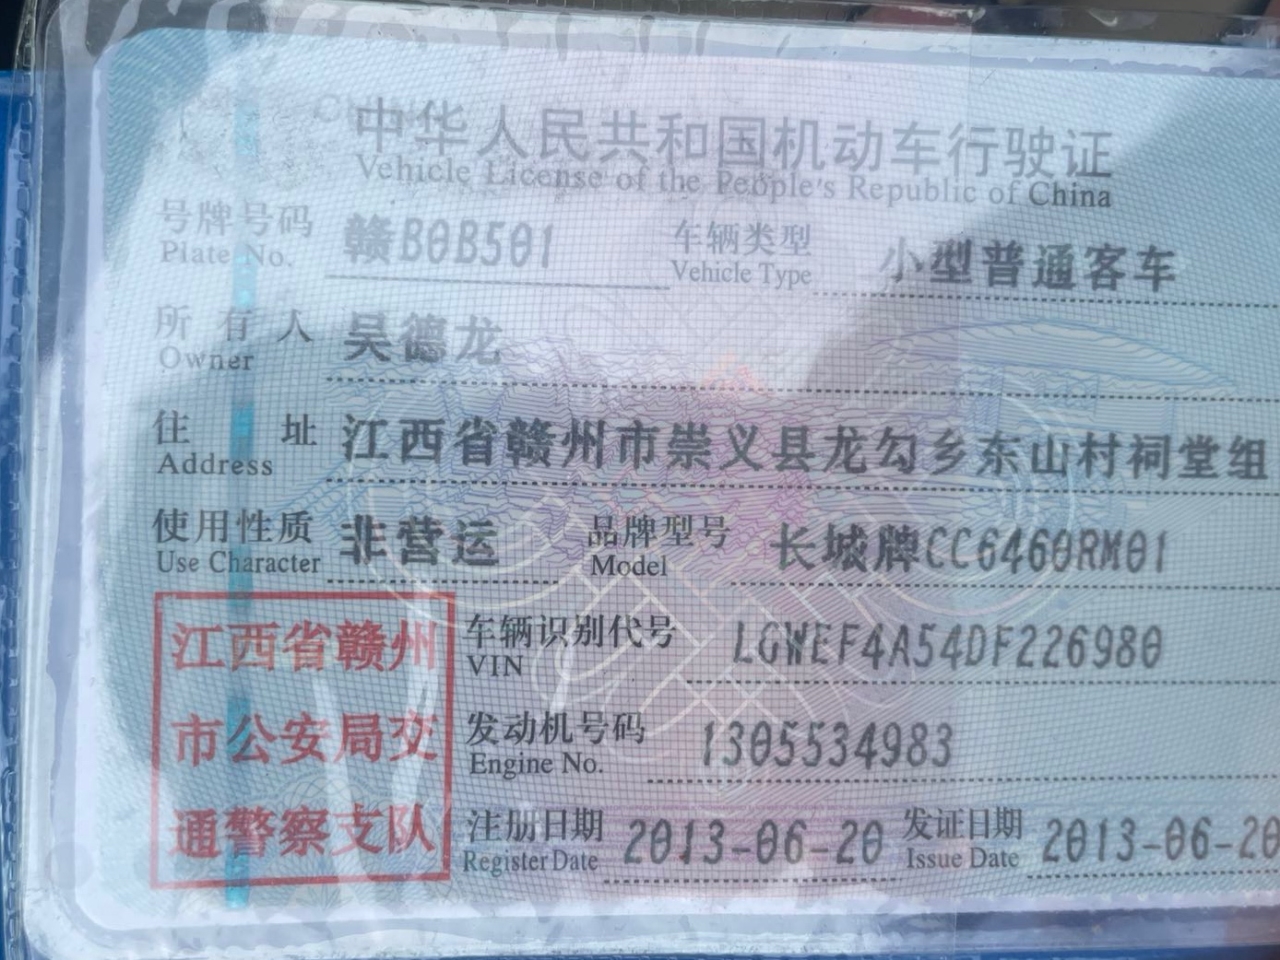 中华人民共和国机动车行驶证
Vehicle License of the People's Republic of China
号牌号码 赣B0B501 车辆类型 小型普通客车
Plate No. Vehicle Type
所有人 吴德龙
Owner
住址 江西省赣州市崇义县龙勾乡东山村祠堂组
Address
使用性质 非营运 品牌型号 长城牌CC6460RM01
Use Character Model
江西省赣州 车辆识别代号 LGWEF4A54DF226980
VIN
市公安局交 发动机号码 1305534983
Engine No.
通警察支队 注册日期 2013-06-20 发证日期 2013-06-20
Register Date Issue Date